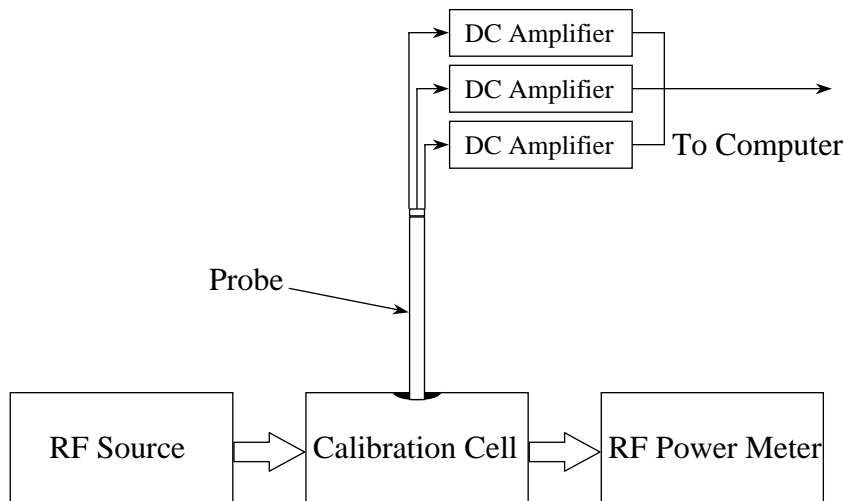 DC Amplifier
DC Amplifier
DC Amplifier
To Computer
Probe
RF Source
Calibration Cell
RF Power Meter